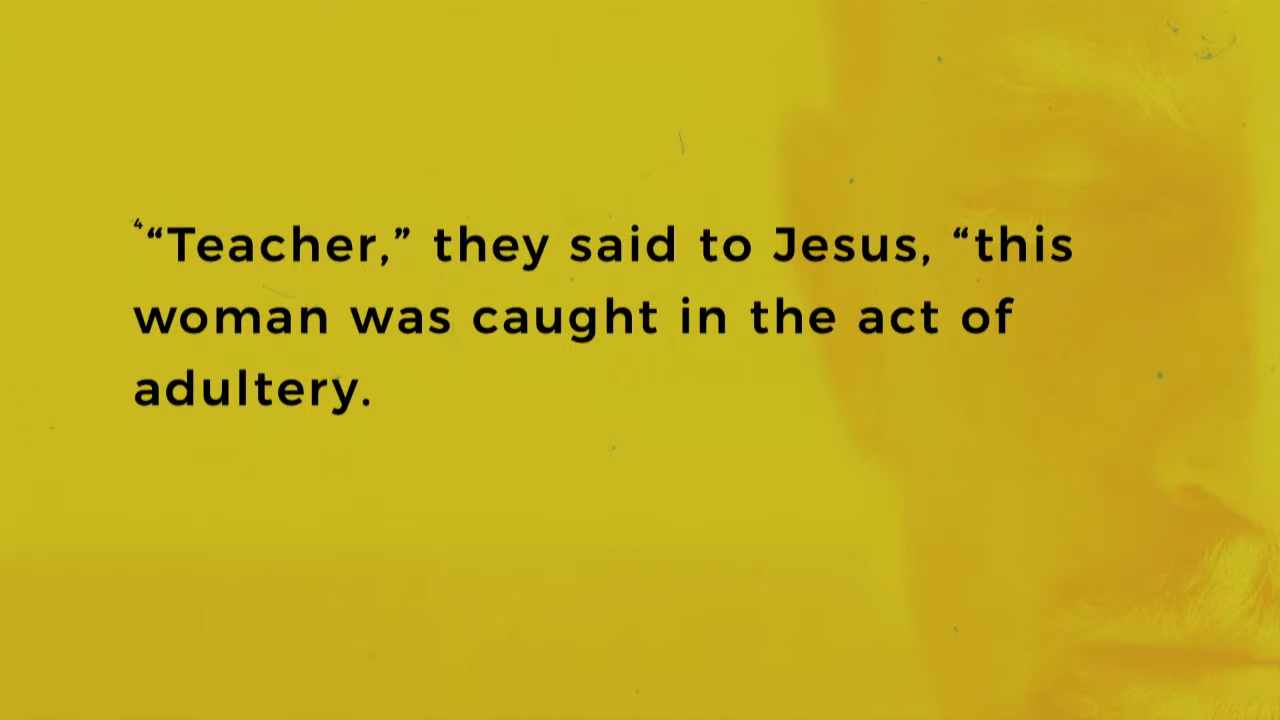 ⁴“Teacher,” they said to Jesus, “this
woman was caught in the act of
adultery.